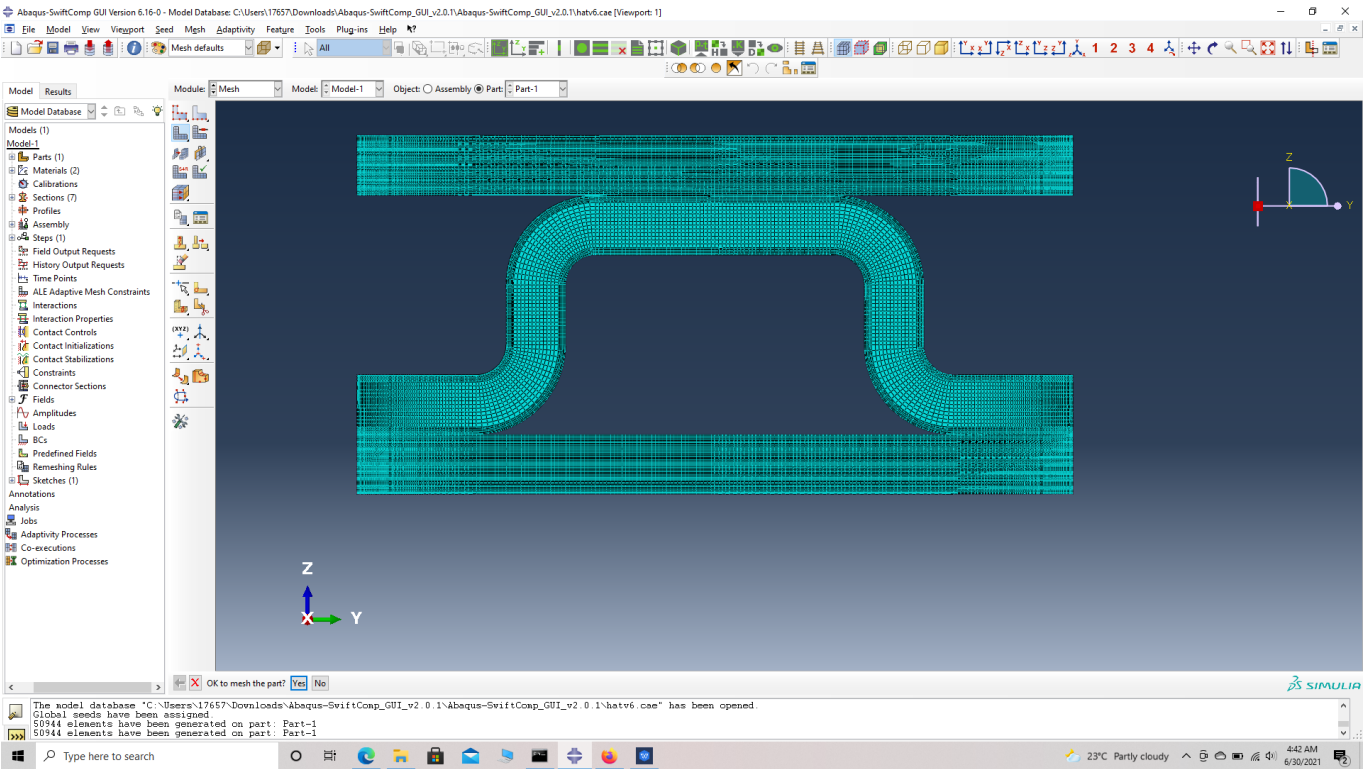 Abaqus-SwiftComp GUI Version 6.16-0 - Model Database: C:\Users\17657\Downloads\Abaqus-SwiftComp_GUI_v2.0.1\Abaqus-SwiftComp_GUI_v2.0.1\hatv6.cae [Viewport: 1]
File Model View Viewport Seed Mesh Adaptivity Feature Tools Plug-ins Help
Mesh defaults All 1 2 3 4
Model Results Module: Mesh Model: Model-1 Object: Assembly Part: Part-1
Model Database
Models (1)
Model-1
Parts (1)
Materials (2)
Calibrations
Sections (7)
Profiles
Assembly
Steps (1)
Field Output Requests
History Output Requests
Time Points
ALE Adaptive Mesh Constraints
Interactions
Interaction Properties
Contact Controls
Contact Initializations
Contact Stabilizations
Constraints
Connector Sections
Fields
Amplitudes
Loads
BCs
Predefined Fields
Remeshing Rules
Sketches (1)
Annotations
Analysis
Jobs
Adaptivity Processes
Co-executions
Optimization Processes
(XYZ)
Z
X
Y
Z
X
Y
OK to mesh the part? Yes No
SIMULIA
The model database "C:\Users\17657\Downloads\Abaqus-SwiftComp_GUI_v2.0.1\Abaqus-SwiftComp_GUI_v2.0.1\hatv6.cae" has been opened.
Global seeds have been assigned.
50944 elements have been generated on part: Part-1
50944 elements have been generated on part: Part-1
Type here to search
23°C Partly cloudy
4:42 AM
6/30/2021
2